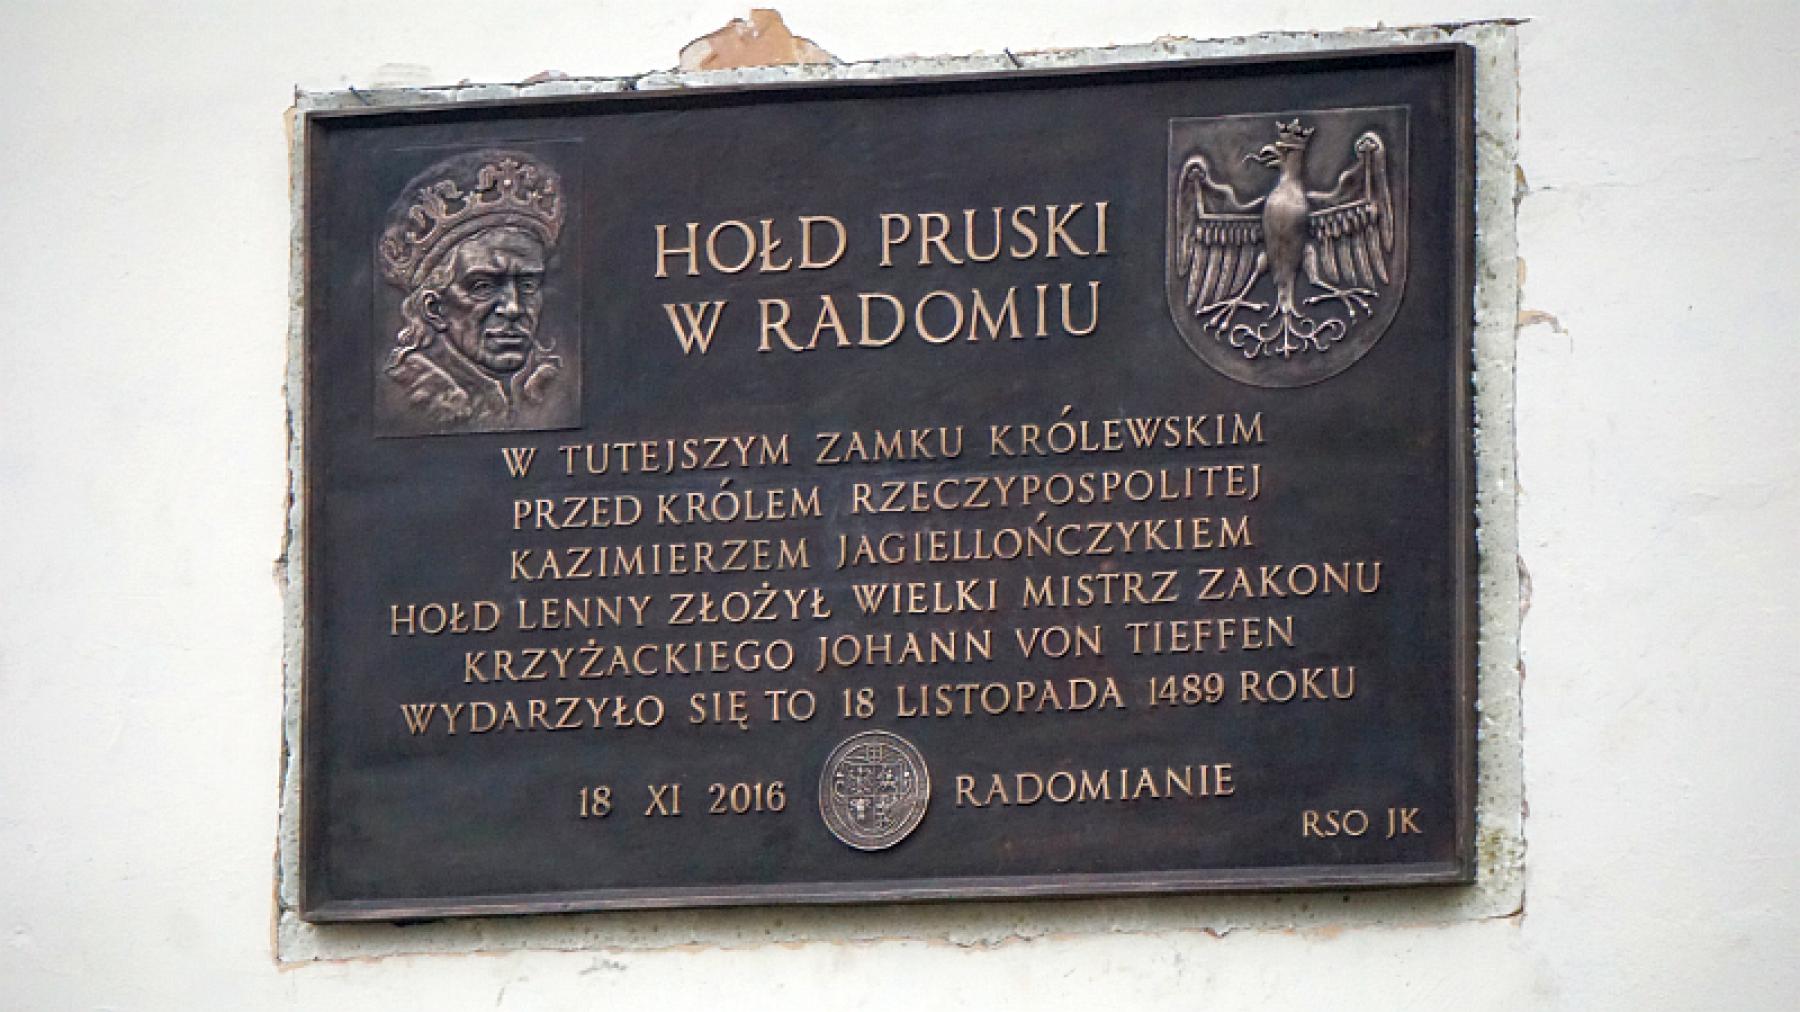 HOŁD PRUSKI
W RADOMIU
W TUTEJSZYM ZAMKU KRÓLEWSKIM
PRZED KRÓLEM RZECZYPOSPOLITEJ
KAZIMIERZEM JAGIELLOŃCZYKIEM
HOŁD LENNY ZŁOŻYŁ WIELKI MISTRZ ZAKONU
KRZYŻACKIEGO JOHANN VON TIEFFEN
WYDARZYŁO SIĘ TO 18 LISTOPADA 1489 ROKU
18 XI 2016 RADOMIANIE
RSO JK